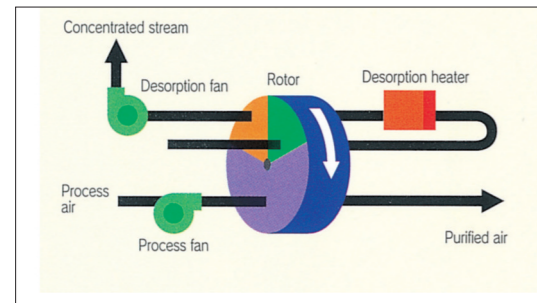 Concentrated stream
Desorption fan
Rotor
Desorption heater
Process
air
Process fan
Purified air